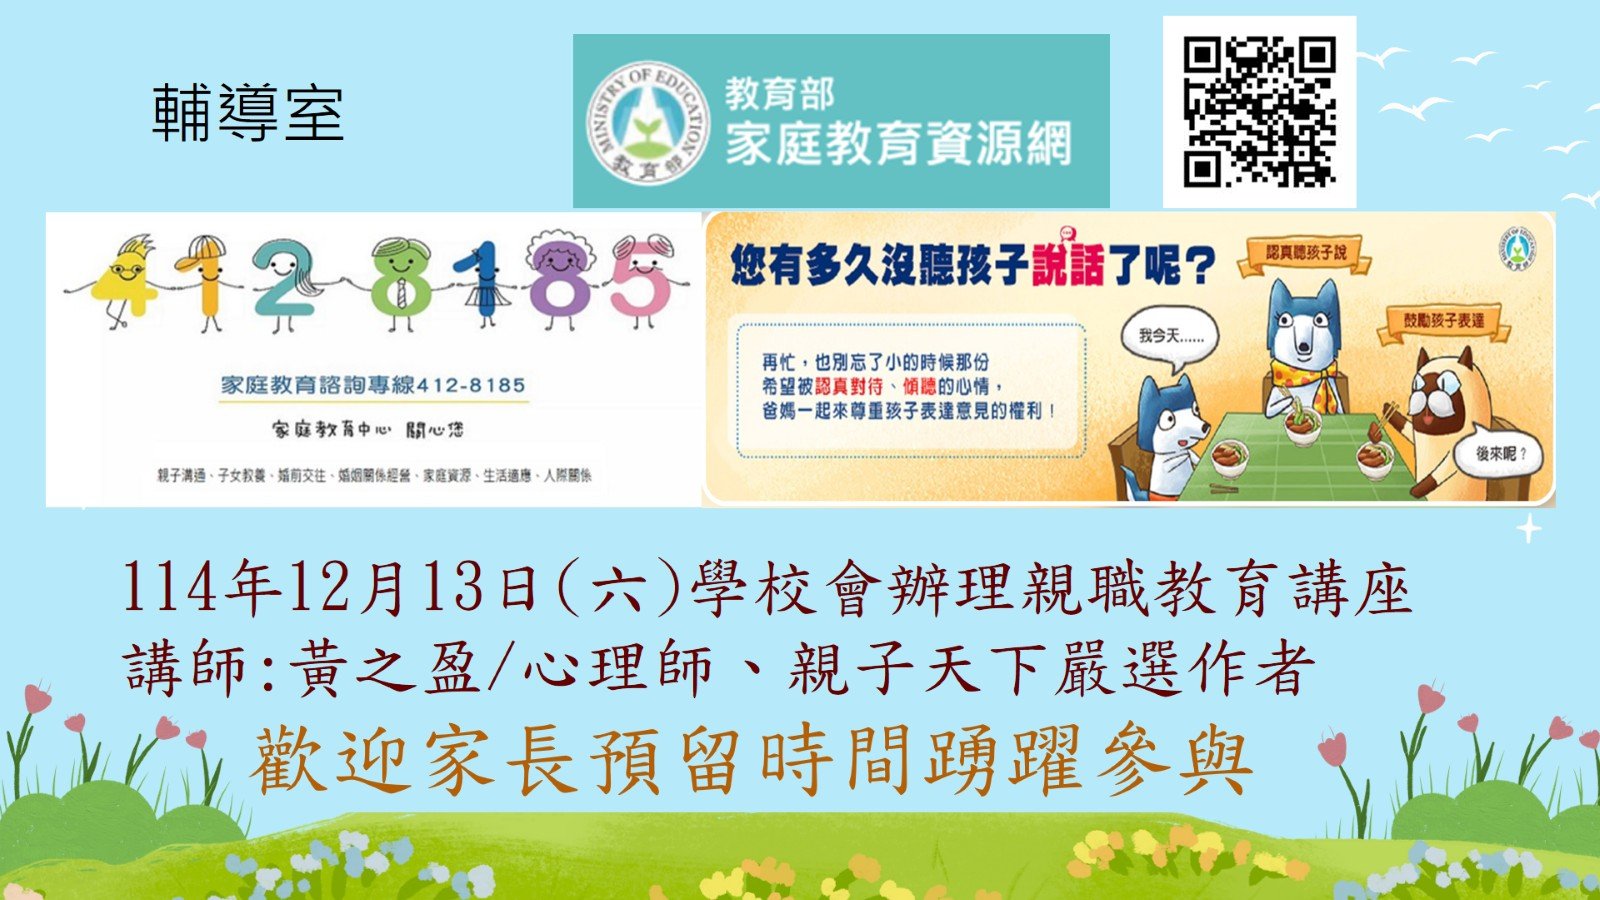 輔導室
MINISTRY OF EDUCATION
教育部
教育部
家庭教育資源網
4128185
家庭教育諮詢專線412-8185
家庭教育中心 關心您
親子溝通、子女教養、婚前交往、婚姻關係經營、家庭資源、生活適應、人際關係
您有多久沒聽孩子說話了呢？
再忙，也別忘了小的時候那份
希望被認真對待、傾聽的心情，
爸媽一起來尊重孩子表達意見的權利！
認真聽孩子說
我今天......
鼓勵孩子表達
後來呢？
MINISTRY OF EDUCATION
教育部
114年12月13日(六)學校會辦理親職教育講座
講師:黃之盈/心理師、親子天下嚴選作者
歡迎家長預留時間踴躍參與